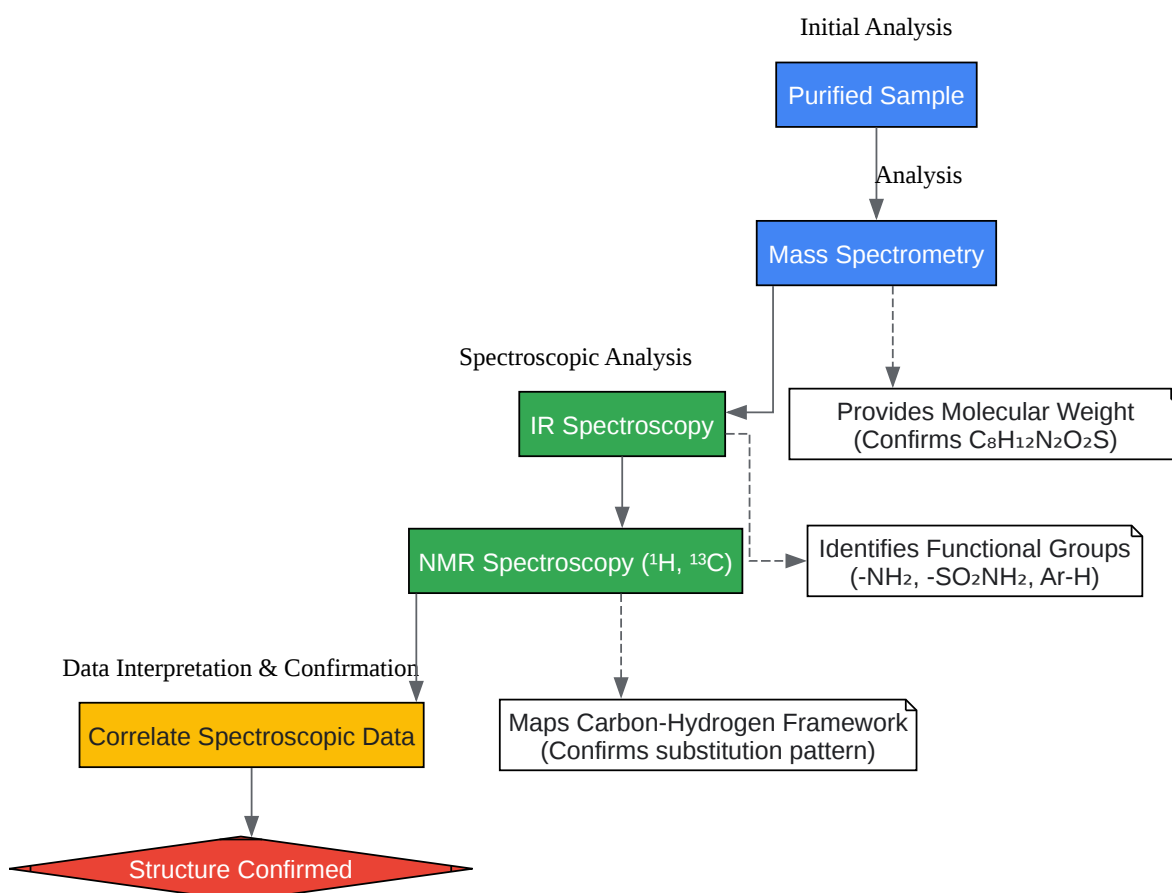 Initial Analysis
Purified Sample
Analysis
Mass Spectrometry
Spectroscopic Analysis
IR Spectroscopy
Provides Molecular Weight
(Confirms C₈H₁₂N₂O₂S)
NMR Spectroscopy (¹H, ¹³C)
Identifies Functional Groups
(-NH₂, -SO₂NH₂, Ar-H)
Data Interpretation & Confirmation
Correlate Spectroscopic Data
Maps Carbon-Hydrogen Framework
(Confirms substitution pattern)
Structure Confirmed